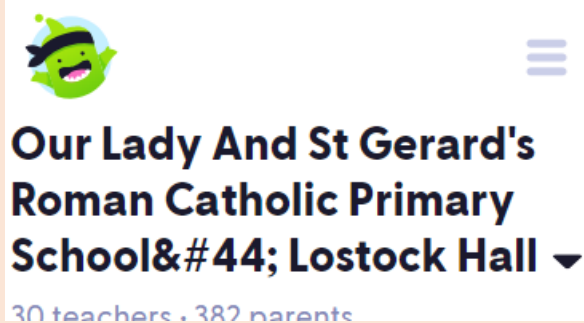 Our Lady And St Gerard's
Roman Catholic Primary
School&#44; Lostock Hall
30 teachers · 382 parents